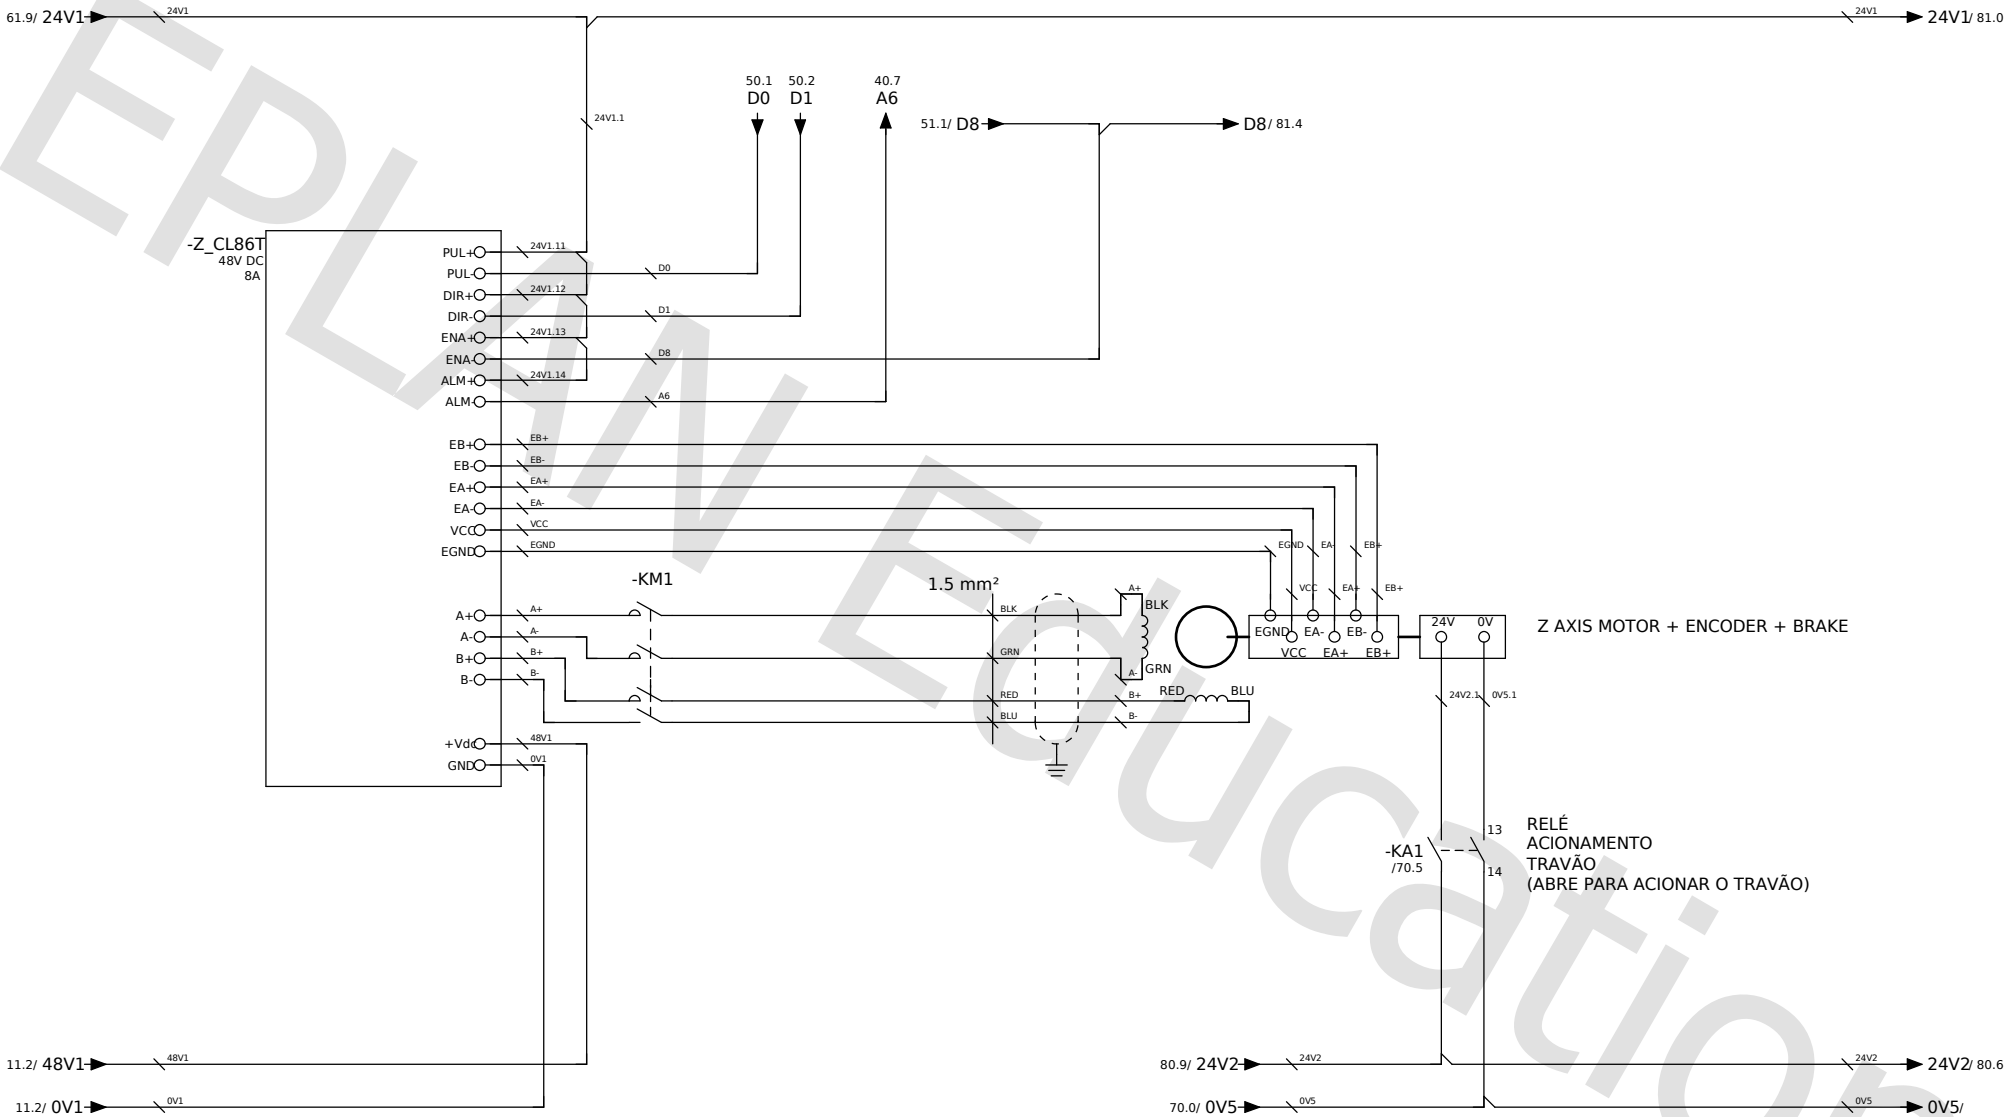 61.9/ 24V1
24V1
24V1
24V1/ 81.0
24V1.1
50.1
D0
50.2
D1
40.7
A6
51.1/ D8
D8/ 81.4
-Z_CL86T
48V DC
8A
PUL+
24V1.11
PUL-
D0
DIR+
24V1.12
DIR-
D1
ENA+
24V1.13
ENA-
D8
ALM+
24V1.14
ALM-
A6
EB+
EB+
EB-
EB-
EA+
EA+
EA-
EA-
VCC
VCC
EGND
EGND
EGND
EA-
EB+
VCC
EA+
EB+
-KM1
1.5 mm²
A+
A+
BLK
A+
BLK
A-
A-
GRN
A-
GRN
B+
B+
RED
B+
RED
BLU
B-
B-
BLU
B-
EGND
EA-
EB-
VCC
EA+
EB+
24V
0V
Z AXIS MOTOR + ENCODER + BRAKE
24V2.1
0V5.1
+Vdc
48V1
GND
0V1
-KA1
/70.5
13
14
RELÉ
ACIONAMENTO
TRAVÃO
(ABRE PARA ACIONAR O TRAVÃO)
11.2/ 48V1
48V1
80.9/ 24V2
24V2
24V2
24V2/ 80.6
11.2/ 0V1
0V1
70.0/ 0V5
0V5
0V5
0V5/
EPLAN Education